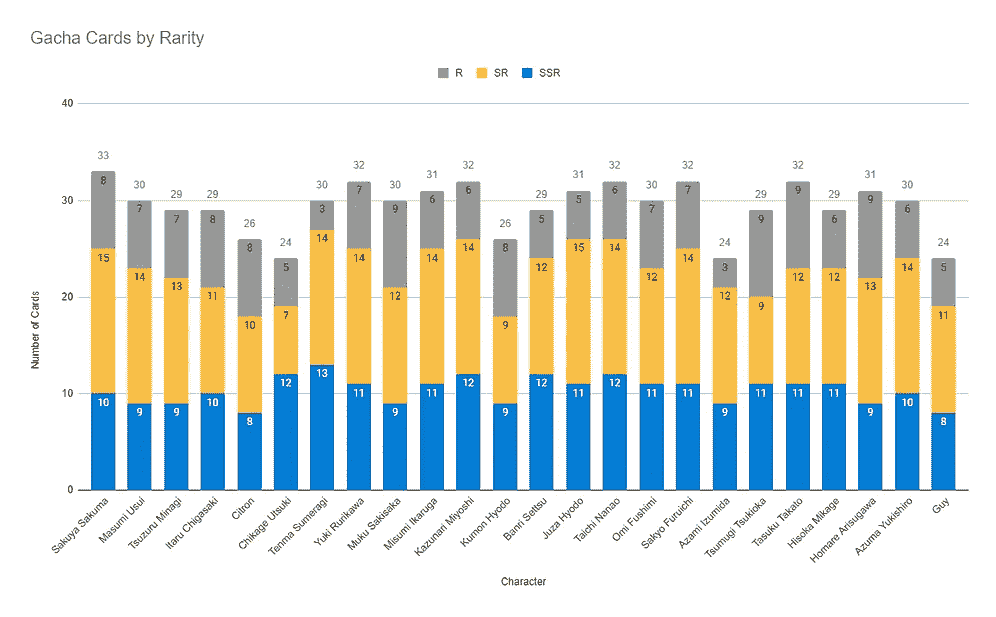 Gacha Cards by Rarity
R SR SSR
Number of Cards
40
30
20
10
0
33 30 29 29 26 24 30 32 30 31 32 26 29 31 32 30 32 24 29 32 29 31 30 24
8 7 7 8 8 5 3 7 9 6 6 8 5 5 6 7 7 3 9 9 6 9 6 5
15 14 13 11 10 7 14 14 12 14 14 9 12 15 14 12 14 12 9 12 12 13 14 11
10 9 9 10 8 12 13 11 9 11 12 9 12 11 12 11 11 9 11 11 11 9 10 8
Sakuya Sakuma
Masumi Usui
Tsuzuru Minagi
Itaru Chigasaki
Citron
Chikage Utsuki
Tenma Sumeragi
Yuki Rurikawa
Muku Sakisaka
Misumi Ikaruga
Kazunari Miyoshi
Kumon Hyodo
Banri Settsu
Juza Hyodo
Taichi Nanao
Omi Fushimi
Sakyo Furuichi
Azami Izumida
Tsumugi Tsukioka
Tasuku Takato
Hisoka Mikage
Homare Arisugawa
Azuma Yukishiro
Guy
Character